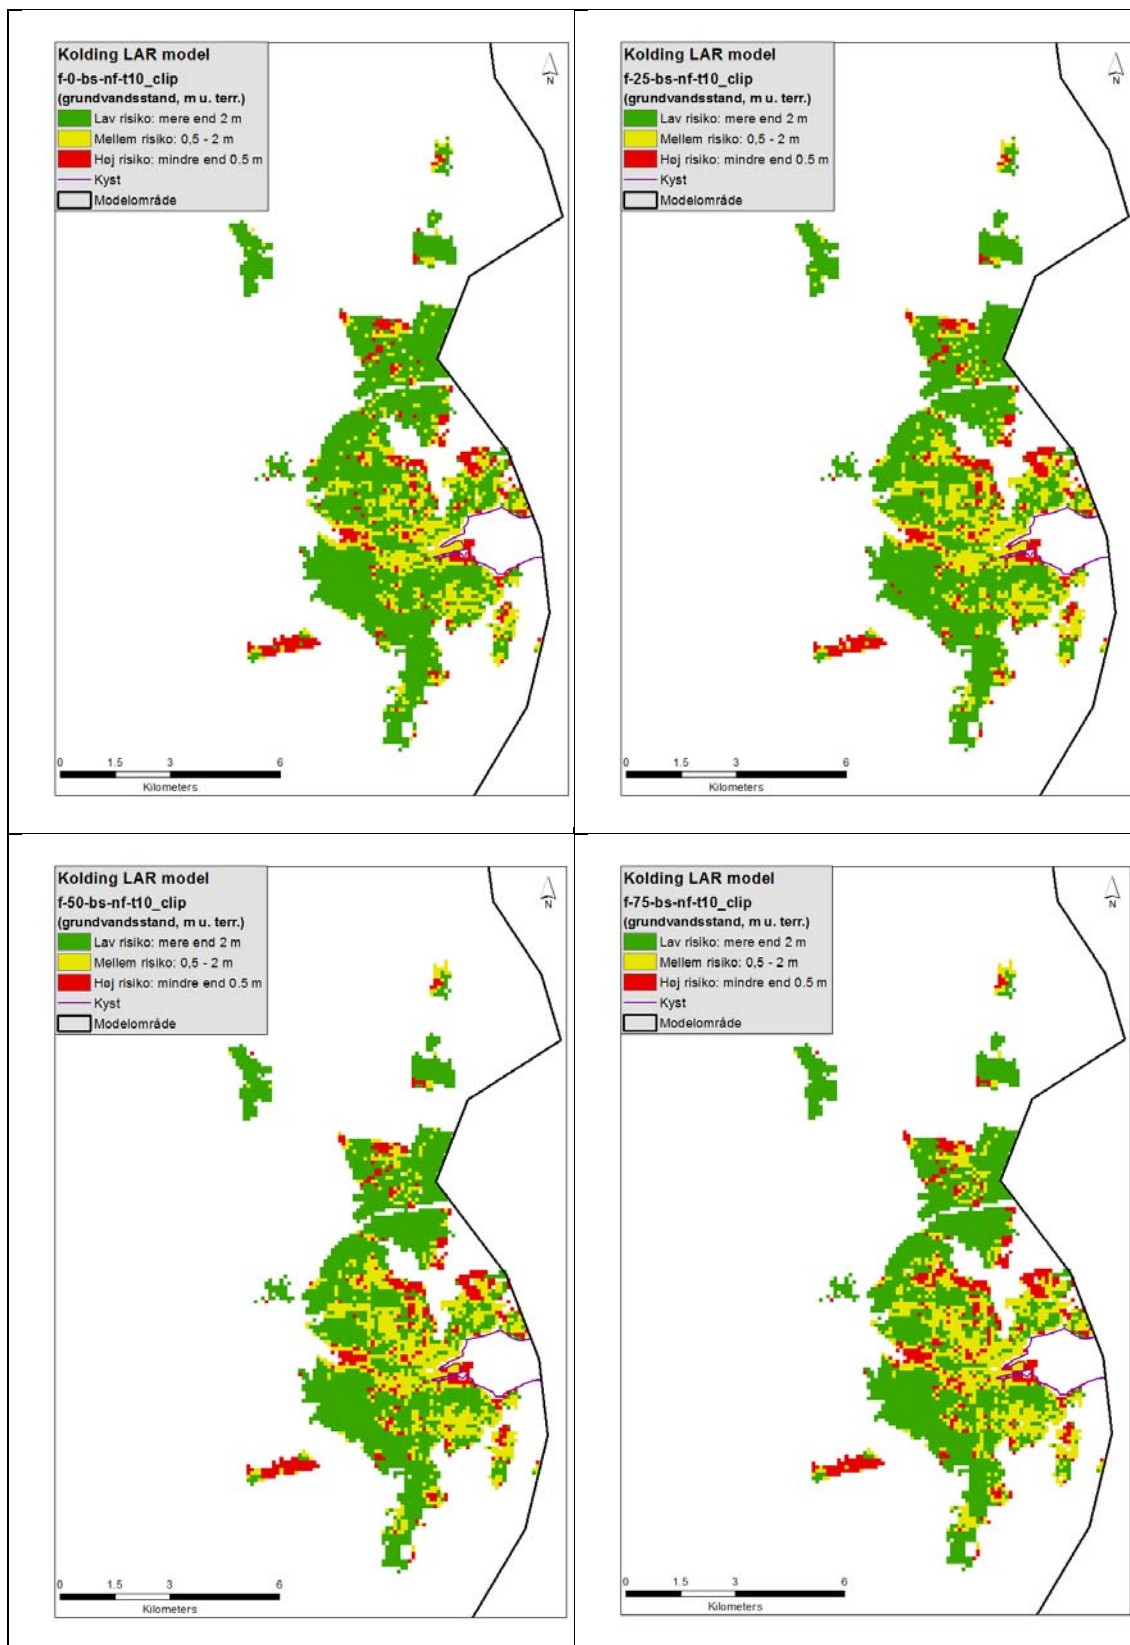 Kolding LAR model
f-0-bs-nf-t10_clip
(grundvandsstand, m u. terr.)
Lav risiko: mere end 2 m
Mellem risiko: 0,5 - 2 m
Høj risiko: mindre end 0.5 m
Kyst
Modelområde
N
0 1.5 3 6
Kilometers
Kolding LAR model
f-25-bs-nf-t10_clip
(grundvandsstand, m u. terr.)
Lav risiko: mere end 2 m
Mellem risiko: 0,5 - 2 m
Høj risiko: mindre end 0.5 m
Kyst
Modelområde
N
0 1.5 3 6
Kilometers
Kolding LAR model
f-50-bs-nf-t10_clip
(grundvandsstand, m u. terr.)
Lav risiko: mere end 2 m
Mellem risiko: 0,5 - 2 m
Høj risiko: mindre end 0.5 m
Kyst
Modelområde
N
0 1.5 3 6
Kilometers
Kolding LAR model
f-75-bs-nf-t10_clip
(grundvandsstand, m u. terr.)
Lav risiko: mere end 2 m
Mellem risiko: 0,5 - 2 m
Høj risiko: mindre end 0.5 m
Kyst
Modelområde
N
0 1.5 3 6
Kilometers